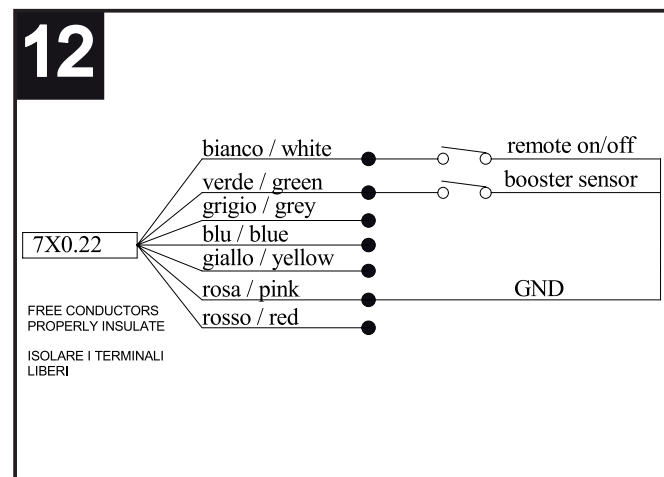 12
bianco / white
remote on/off
verde / green
booster sensor
grigio / grey
7X0.22
blu / blue
giallo / yellow
rosa / pink
GND
rosso / red
FREE CONDUCTORS
PROPERLY INSULATE
ISOLARE I TERMINALI
LIBERI